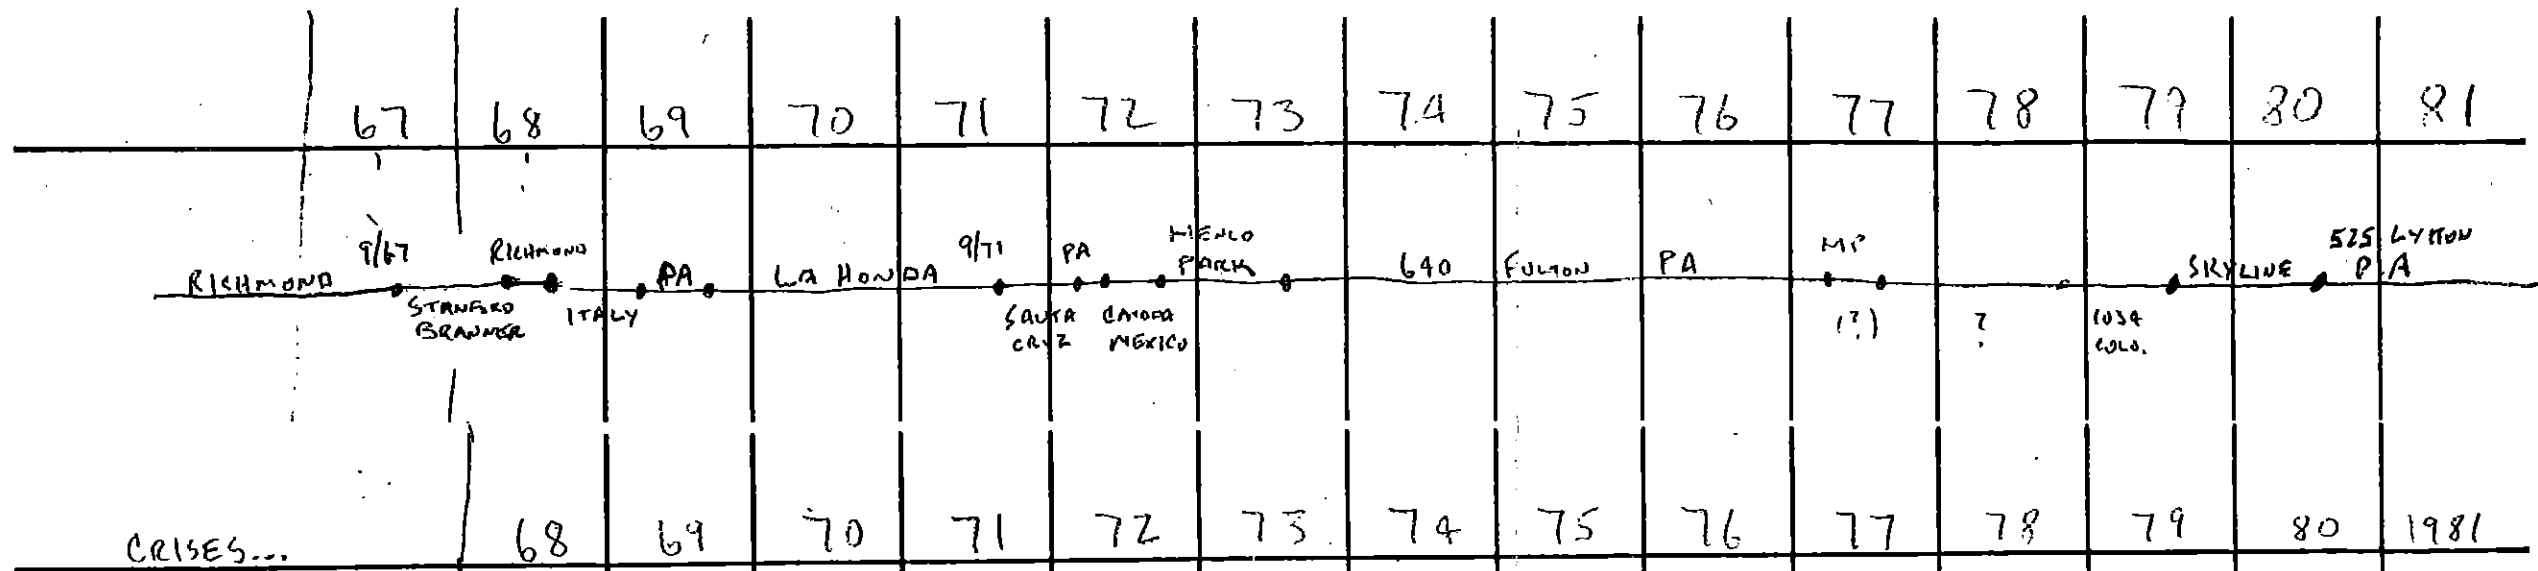 67 68 69 70 71 72 73 74 75 76 77 78 79 80 81
9/67 RICHMOND 9/71 PA MENLO PARK MP 525 LYTTON
RICHMOND PA LA HONDA 640 FULTON PA SKYLINE PA
STANFORD BRANNER ITALY SANTA CRUZ MEXICO (?) ? 1034 COLO.
CRISES... 68 69 70 71 72 73 74 75 76 77 78 79 80 1981